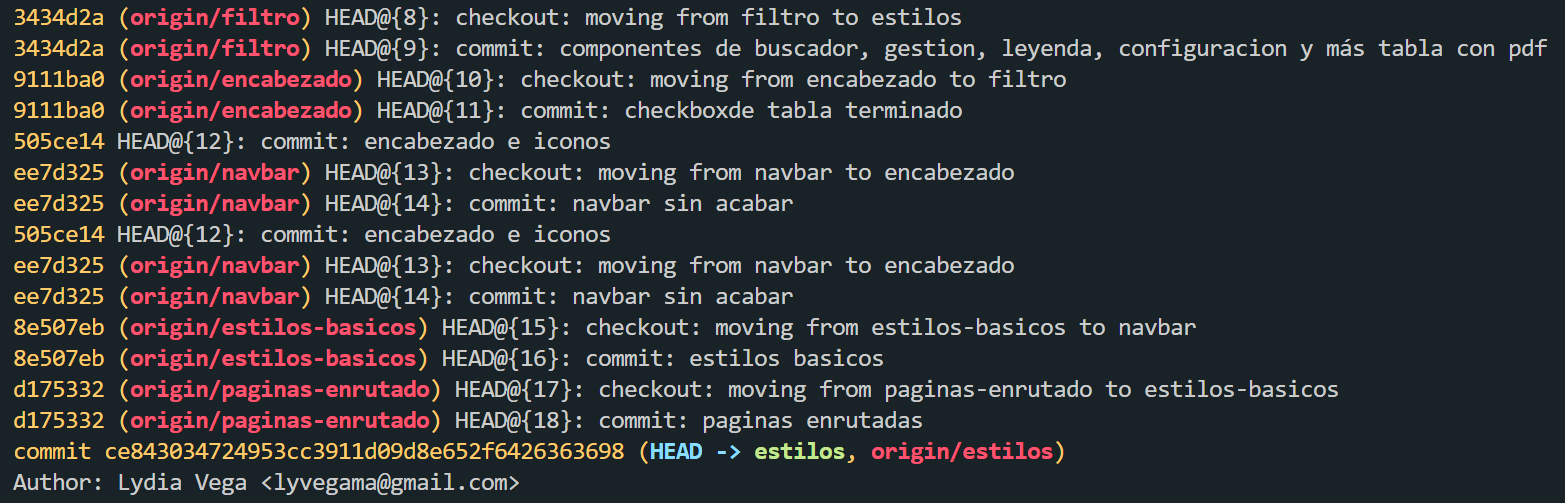 3434d2a (origin/filtro) HEAD@{8}: checkout: moving from filtro to estilos
3434d2a (origin/filtro) HEAD@{9}: commit: componentes de buscador, gestion, leyenda, configuracion y más tabla con pdf
9111ba0 (origin/encabezado) HEAD@{10}: checkout: moving from encabezado to filtro
9111ba0 (origin/encabezado) HEAD@{11}: commit: checkboxde tabla terminado
505ce14 HEAD@{12}: commit: encabezado e iconos
ee7d325 (origin/navbar) HEAD@{13}: checkout: moving from navbar to encabezado
ee7d325 (origin/navbar) HEAD@{14}: commit: navbar sin acabar
505ce14 HEAD@{12}: commit: encabezado e iconos
ee7d325 (origin/navbar) HEAD@{13}: checkout: moving from navbar to encabezado
ee7d325 (origin/navbar) HEAD@{14}: commit: navbar sin acabar
8e507eb (origin/estilos-basicos) HEAD@{15}: checkout: moving from estilos-basicos to navbar
8e507eb (origin/estilos-basicos) HEAD@{16}: commit: estilos basicos
d175332 (origin/paginas-enrutado) HEAD@{17}: checkout: moving from paginas-enrutado to estilos-basicos
d175332 (origin/paginas-enrutado) HEAD@{18}: commit: paginas enrutadas
commit ce843034724953cc3911d09d8e652f6426363698 (HEAD -> estilos, origin/estilos)
Author: Lydia Vega <lyvegama@gmail.com>